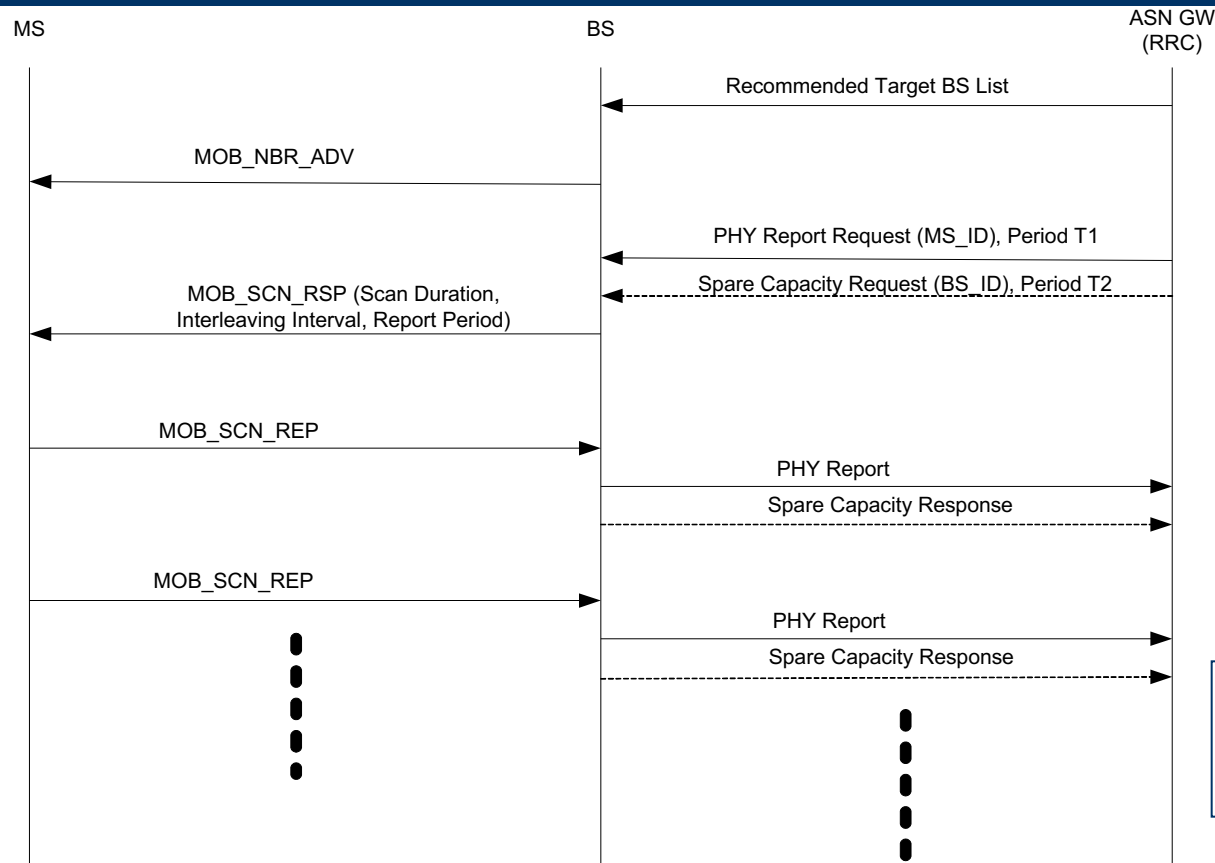 MS
BS
ASN GW
(RRC)
Recommended Target BS List
MOB_NBR_ADV
PHY Report Request (MS_ID), Period T1
Spare Capacity Request (BS_ID), Period T2
MOB_SCN_RSP (Scan Duration,
Interleaving Interval, Report Period)
MOB_SCN_REP
PHY Report
Spare Capacity Response
MOB_SCN_REP
PHY Report
Spare Capacity Response